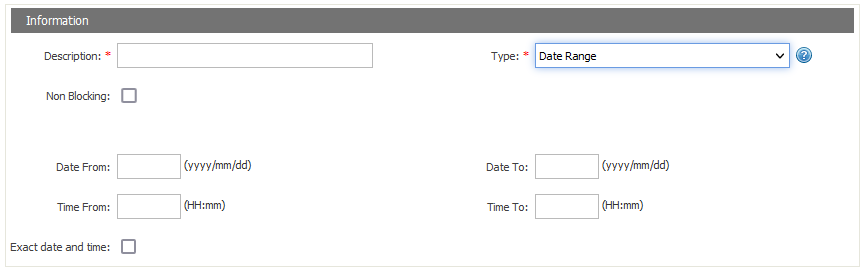 Information
Description: * Type: * Date Range ?
Non Blocking:
Date From: (yyyy/mm/dd) Date To: (yyyy/mm/dd)
Time From: (HH:mm) Time To: (HH:mm)
Exact date and time: